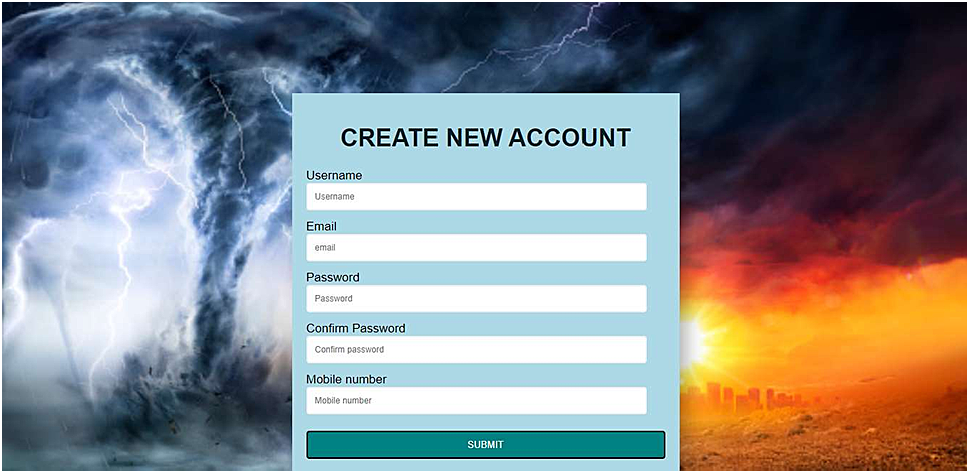 CREATE NEW ACCOUNT
Username
Username
Email
email
Password
Password
Confirm Password
Confirm password
Mobile number
Mobile number
SUBMIT